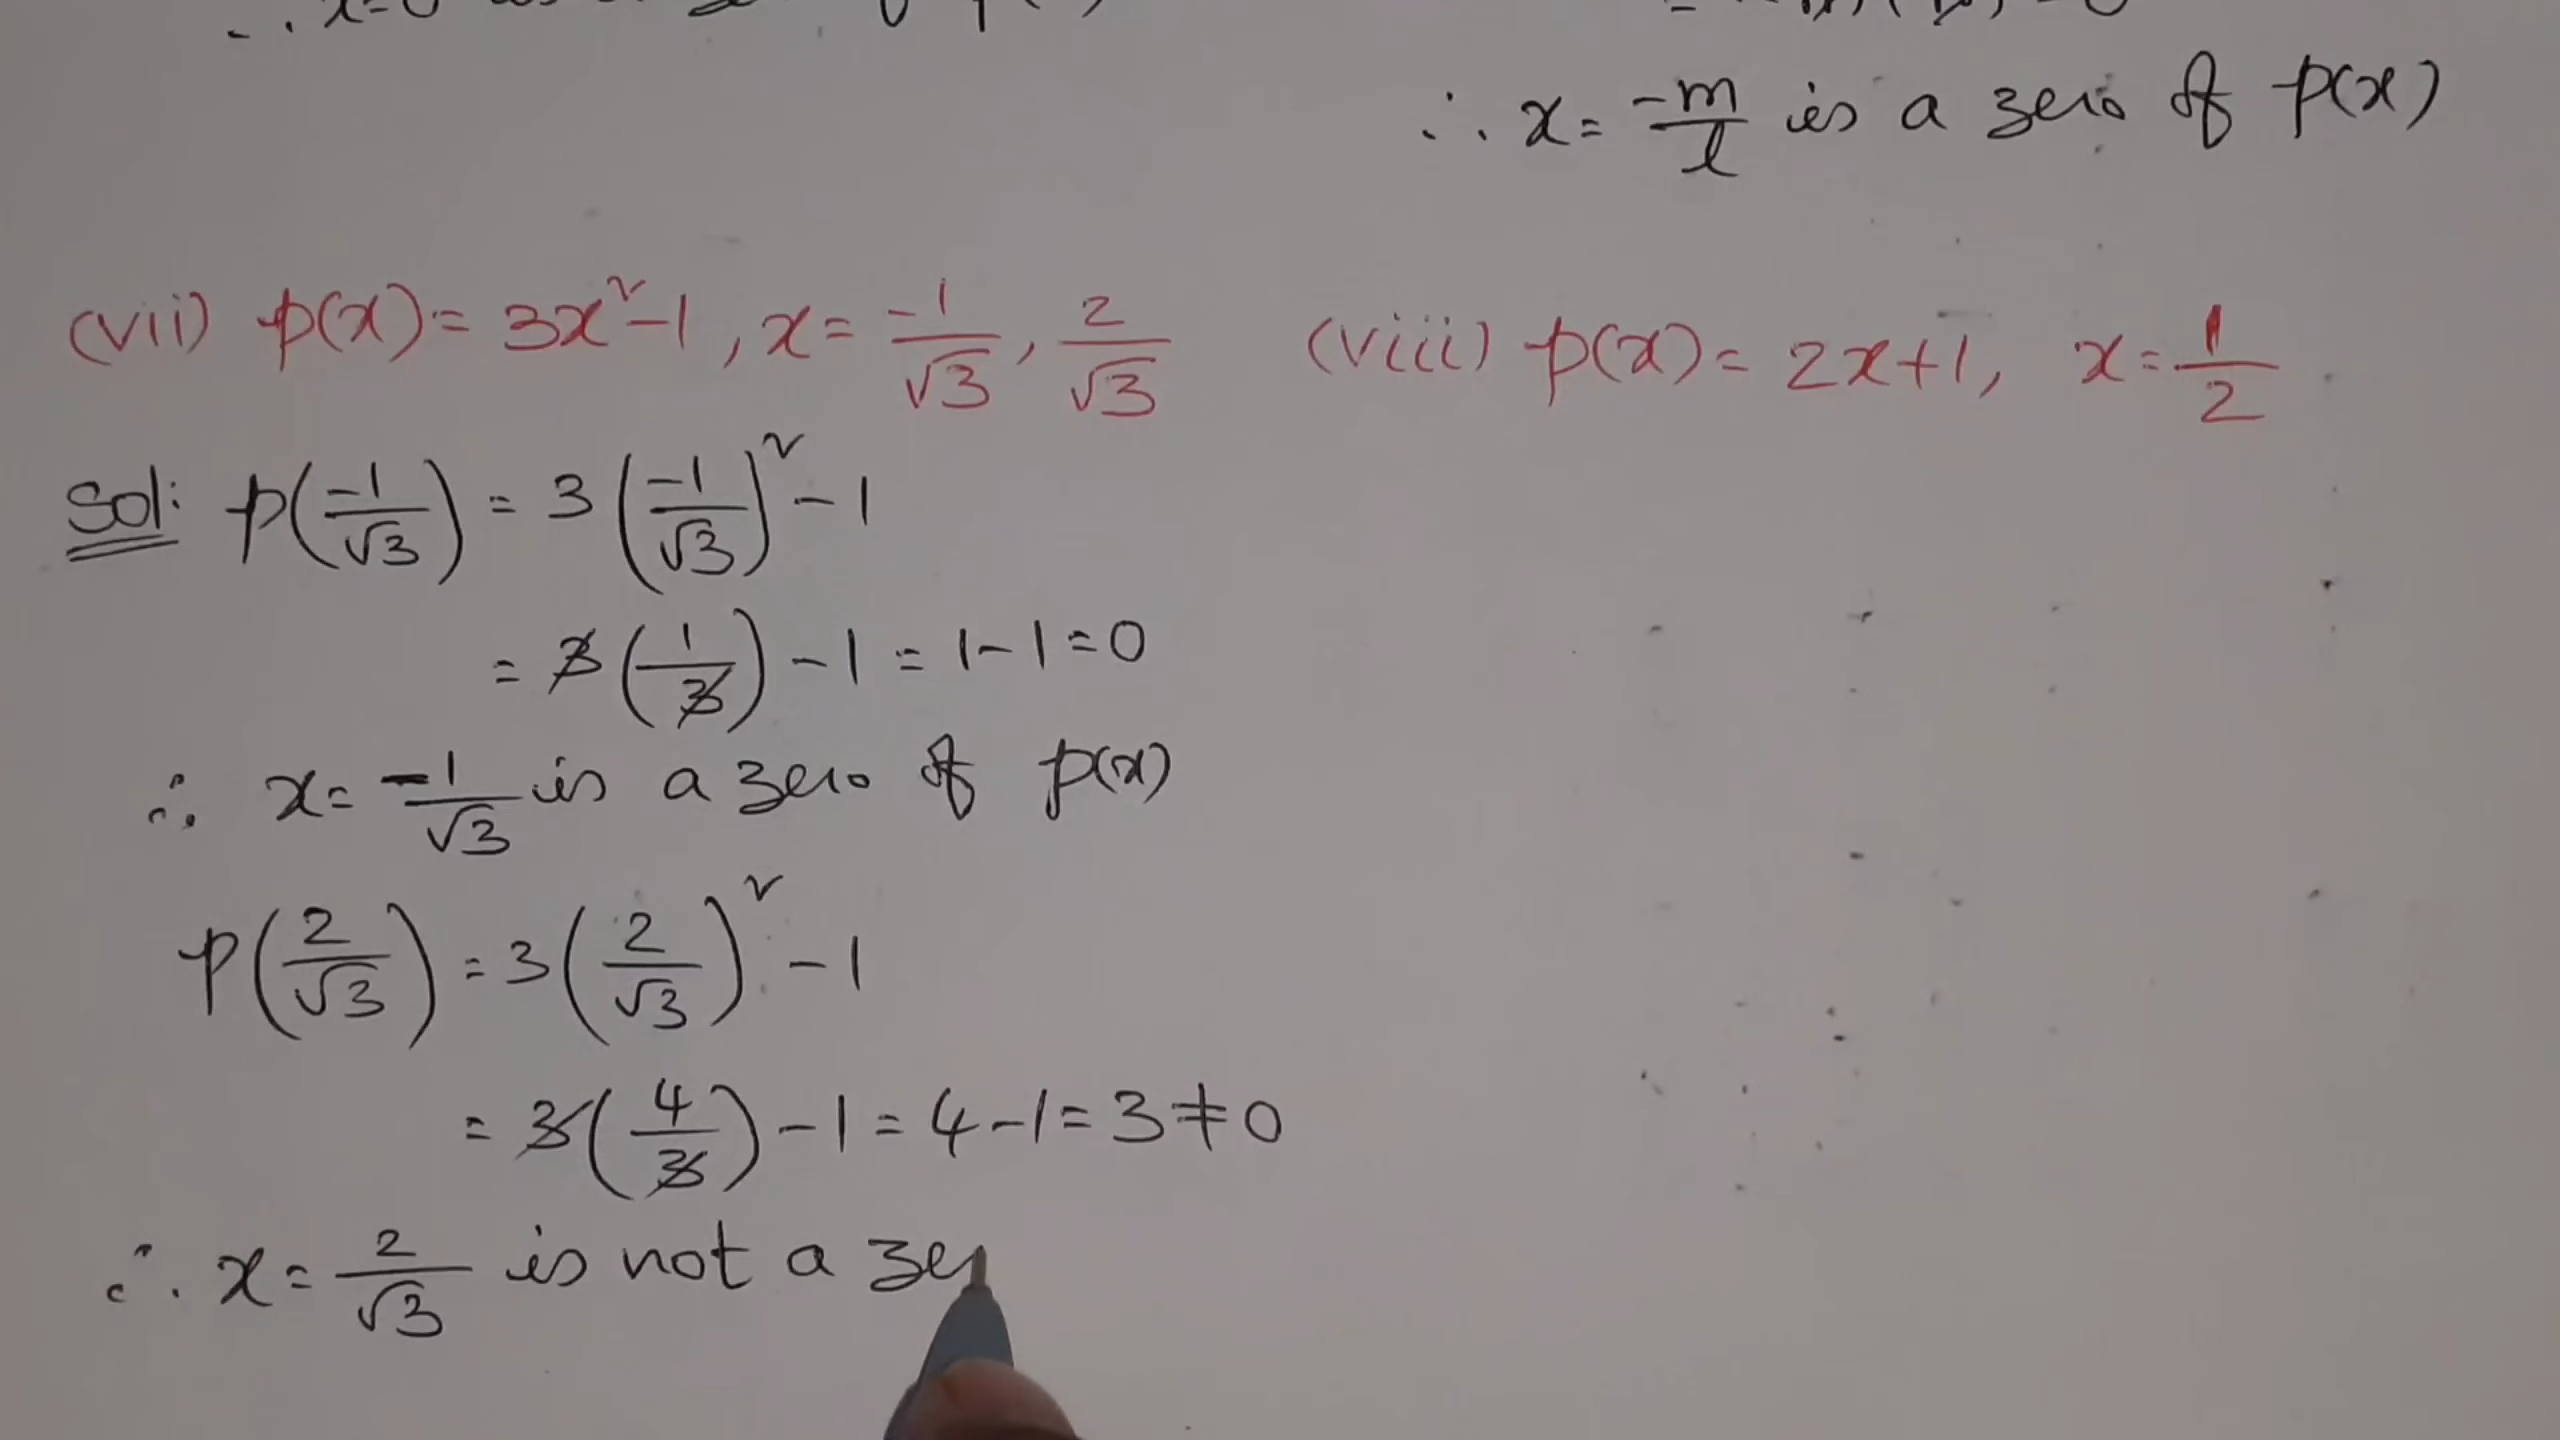 ∴ x = -m/l is a zero of p(x)
(vii) p(x) = 3x² - 1, x = -1/√3, 2/√3
(viii) p(x) = 2x + 1, x = 1/2
Sol: p(-1/√3) = 3(-1/√3)² - 1
= 3(1/3) - 1 = 1 - 1 = 0
∴ x = -1/√3 is a zero of p(x)
p(2/√3) = 3(2/√3)² - 1
= 3(4/3) - 1 = 4 - 1 = 3 ≠ 0
∴ x = 2/√3 is not a zer